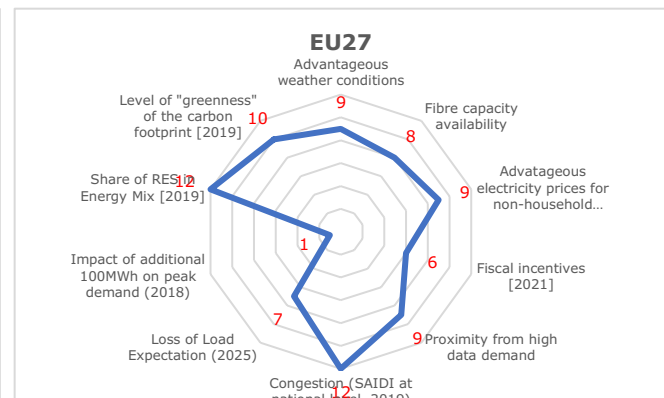 EU27
Advantageous
weather conditions
9
Fibre capacity
availability
8
Advatageous
electricity prices for
non-household...
9
Fiscal incentives
[2021]
6
Proximity from high
data demand
9
Congestion (SAIDI at
national level, 2019)
12
Loss of Load
Expectation (2025)
7
Impact of additional
100MWh on peak
demand (2018)
1
Share of RES in
Energy Mix [2019]
12
Level of "greenness"
of the carbon
footprint [2019]
10